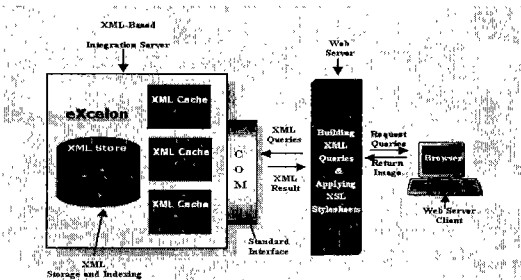 XML-Based
Integration Server
Web
Server
eXcelon
XML Cache
XML Store
XML Cache
XML Cache
C
O
M
XML
Queries
XML
Result
Building
XML
Queries
&
Applying
XSL
Stylesheets
Request
Queries
Return
Image
Browser
Web Server
Client
Standard
Interface
XML
Storage and Indexing